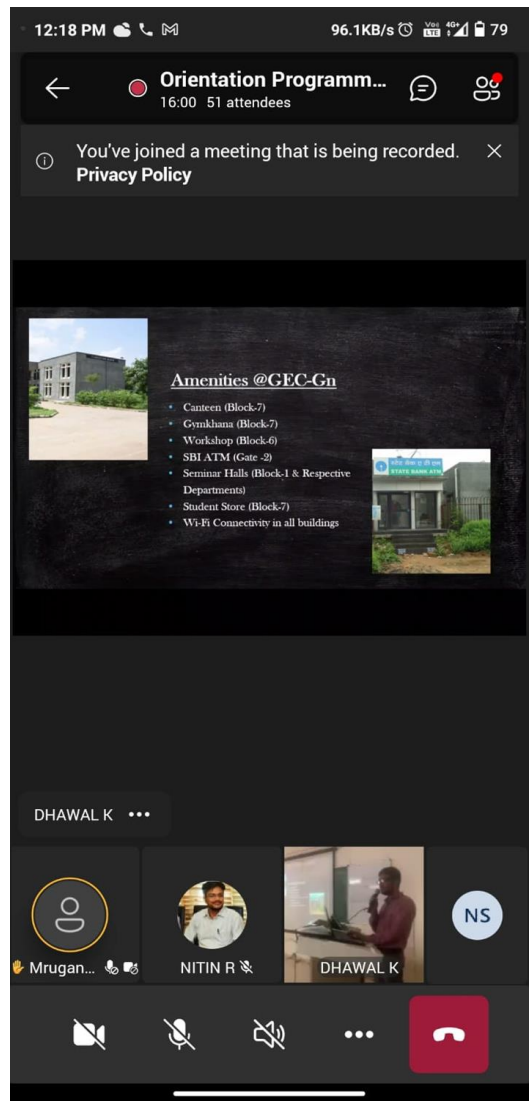 12:18 PM
96.1KB/s
Vo1 LTE
4G+
79
Orientation Programm...
16:00 51 attendees
You've joined a meeting that is being recorded.
Privacy Policy
Amenities @GEC-Gn
• Canteen (Block-7)
• Gymkhana (Block-7)
• Workshop (Block-6)
• SBI ATM (Gate -2)
• Seminar Halls (Block-1 & Respective
Departments)
• Student Store (Block-7)
• Wi-Fi Connectivity in all buildings
STATE BANK ATM
DHAWAL K •••
Mrugan...
NITIN R
DHAWAL K
NS